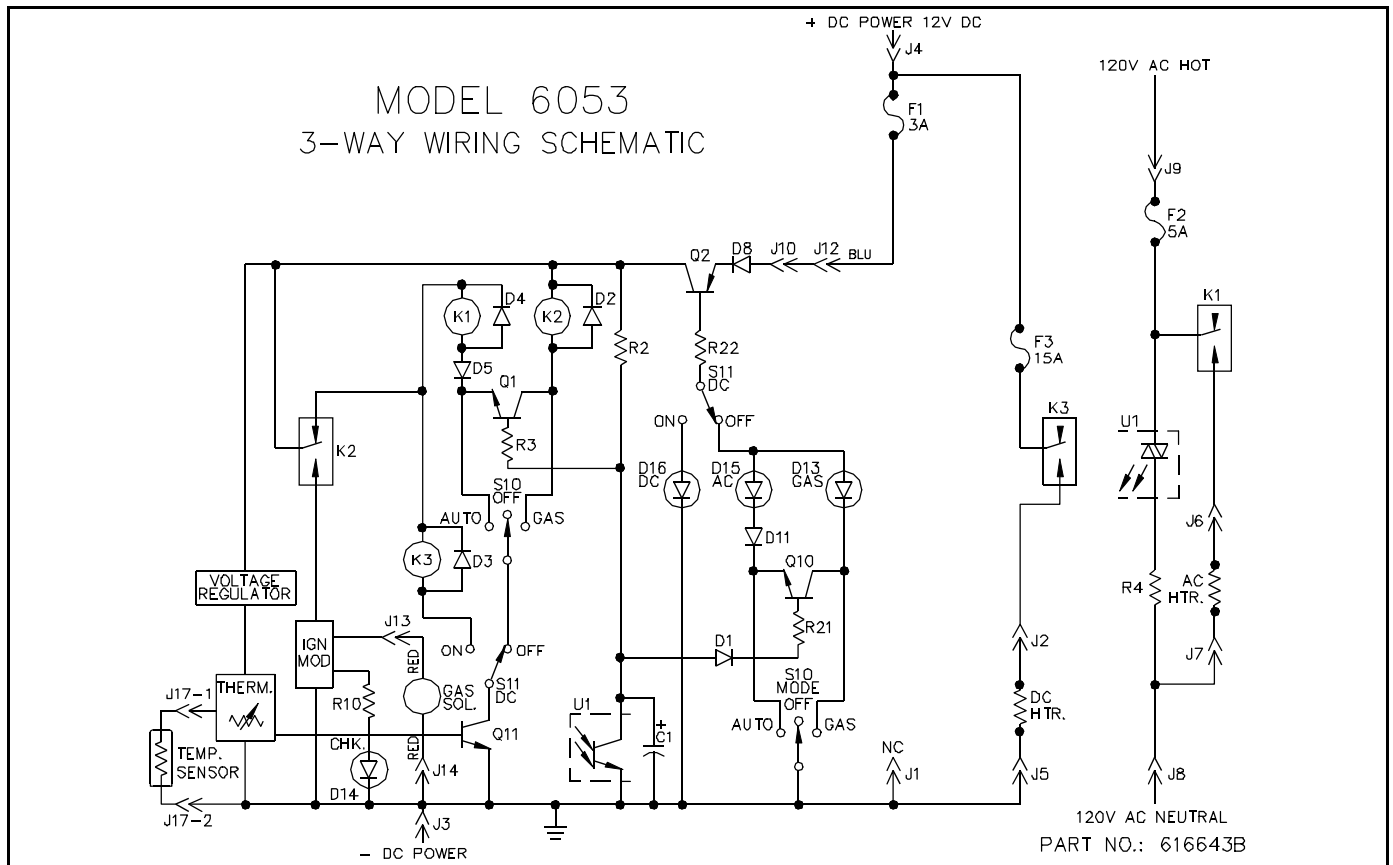 + DC POWER 12V DC
J4
120V AC HOT
MODEL 6053
3-WAY WIRING SCHEMATIC
F1
3A
J9
F2
5A
Q2
D8
J10
J12
BLU
K1
D4
K2
D2
K1
R2
R22
F3
15A
D5
Q1
S11
DC
K3
U1
ON
OFF
K2
R3
D16
DC
D15
AC
D13
GAS
S10
OFF
AUTO
GAS
J6
K3
D3
D11
Q10
VOLTAGE
REGULATOR
R4
AC
HTR.
J13
IGN
MOD
RED
ON
OFF
D1
R21
J2
J7
J17-1
THERM.
R10
GAS
SOL.
S11
DC
S10
MODE
OFF
U1
DC
HTR.
Q11
AUTO
GAS
+
C1
TEMP.
SENSOR
CHK.
RED
J14
NC
J1
J5
J8
D14
J17-2
J3
120V AC NEUTRAL
- DC POWER
PART NO.: 616643B